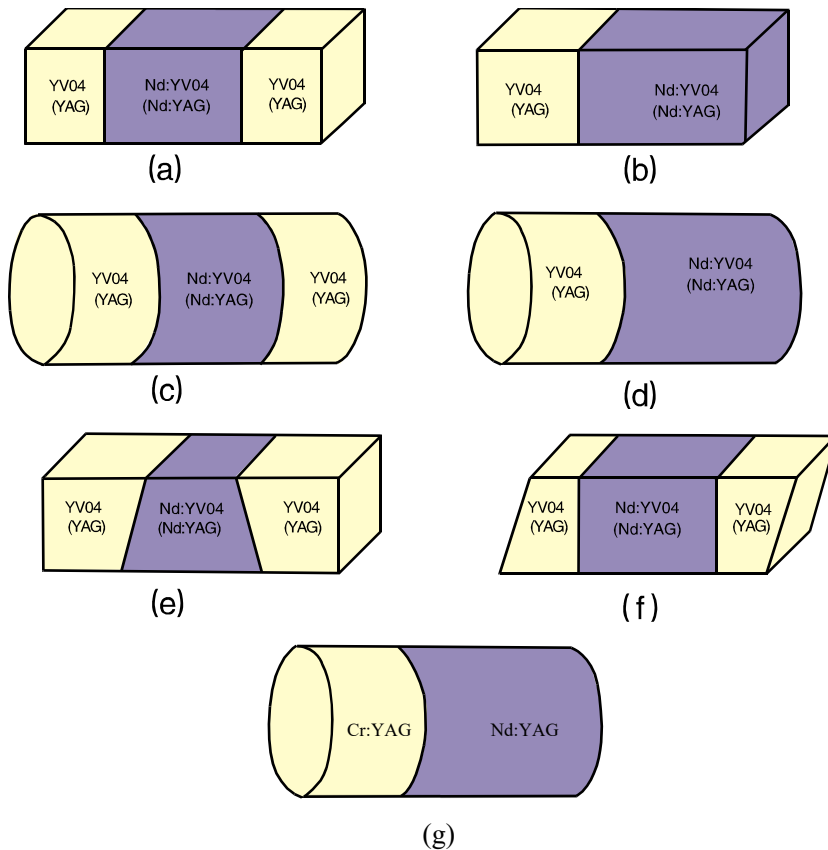 YV04
(YAG)
Nd:YV04
(Nd:YAG)
YV04
(YAG)
(a)
YV04
(YAG)
Nd:YV04
(Nd:YAG)
(b)
YV04
(YAG)
Nd:YV04
(Nd:YAG)
YV04
(YAG)
(c)
YV04
(YAG)
Nd:YV04
(Nd:YAG)
(d)
YV04
(YAG)
Nd:YV04
(Nd:YAG)
YV04
(YAG)
(e)
YV04
(YAG)
Nd:YV04
(Nd:YAG)
YV04
(YAG)
(f)
Cr:YAG
Nd:YAG
(g)